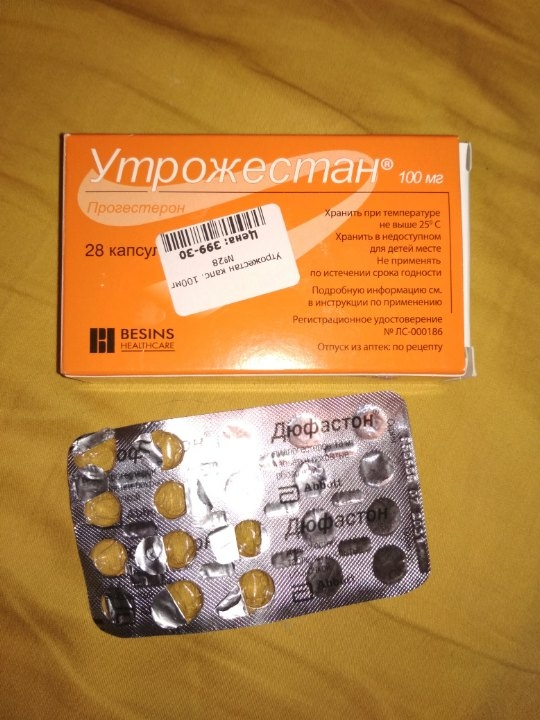 Утрожестан® 100 мг
Прогестерон
28 капсул
Цена: 399-30
Утрожестан капс. 100мг
№28
Хранить при температуре
не выше 25° С
Хранить в недоступном
для детей месте
Не применять
по истечении срока годности
Подробную информацию см.
в инструкции по применению
Регистрационное удостоверение
№ ЛС-000186
Отпуск из аптек: по рецепту
BESINS
HEALTHCARE
Дюфастон
Abbott
Дюфастон
Abbott